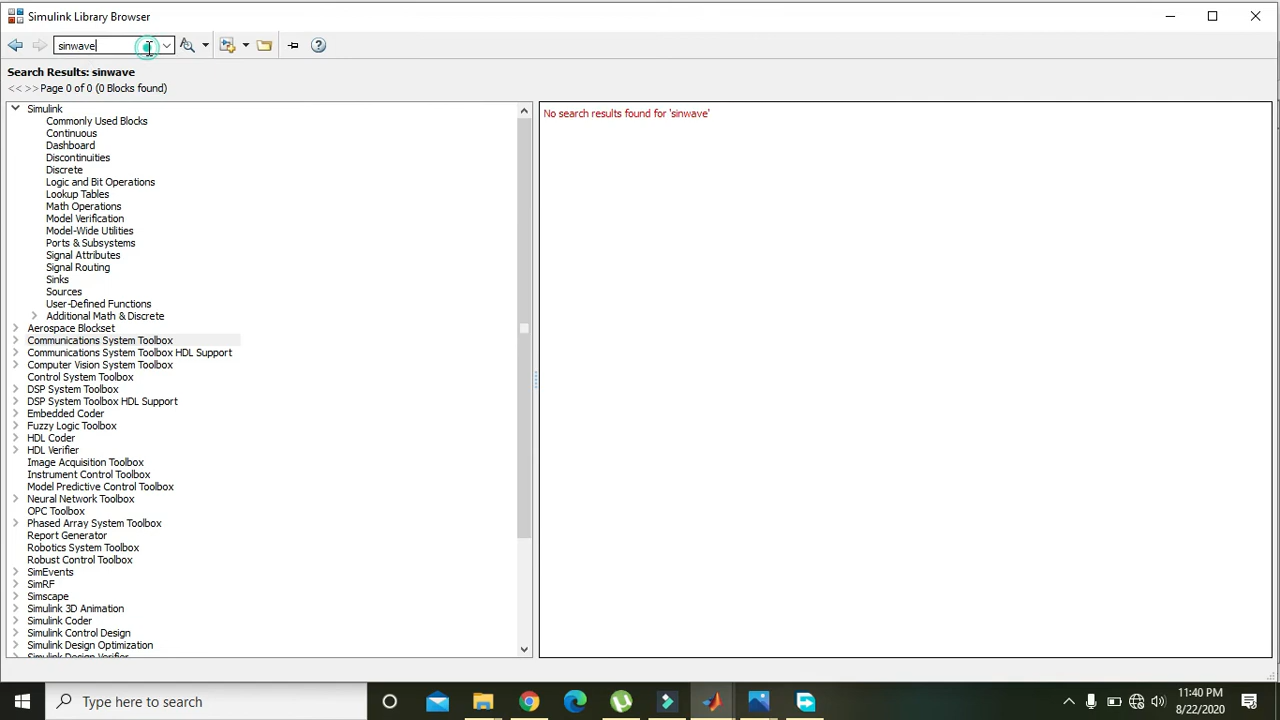 Simulink Library Browser
sinwave
Search Results: sinwave
<< >> Page 0 of 0 (0 Blocks found)
Simulink
Commonly Used Blocks
Continuous
Dashboard
Discontinuities
Discrete
Logic and Bit Operations
Lookup Tables
Math Operations
Model Verification
Model-Wide Utilities
Ports & Subsystems
Signal Attributes
Signal Routing
Sinks
Sources
User-Defined Functions
Additional Math & Discrete
Aerospace Blockset
Communications System Toolbox
Communications System Toolbox HDL Support
Computer Vision System Toolbox
Control System Toolbox
DSP System Toolbox
DSP System Toolbox HDL Support
Embedded Coder
Fuzzy Logic Toolbox
HDL Coder
HDL Verifier
Image Acquisition Toolbox
Instrument Control Toolbox
Model Predictive Control Toolbox
Neural Network Toolbox
OPC Toolbox
Phased Array System Toolbox
Report Generator
Robotics System Toolbox
Robust Control Toolbox
SimEvents
SimRF
Simscape
Simulink 3D Animation
Simulink Coder
Simulink Control Design
Simulink Design Optimization
Simulink Design Verifier
No search results found for 'sinwave'
Type here to search
11:40 PM
8/22/2020